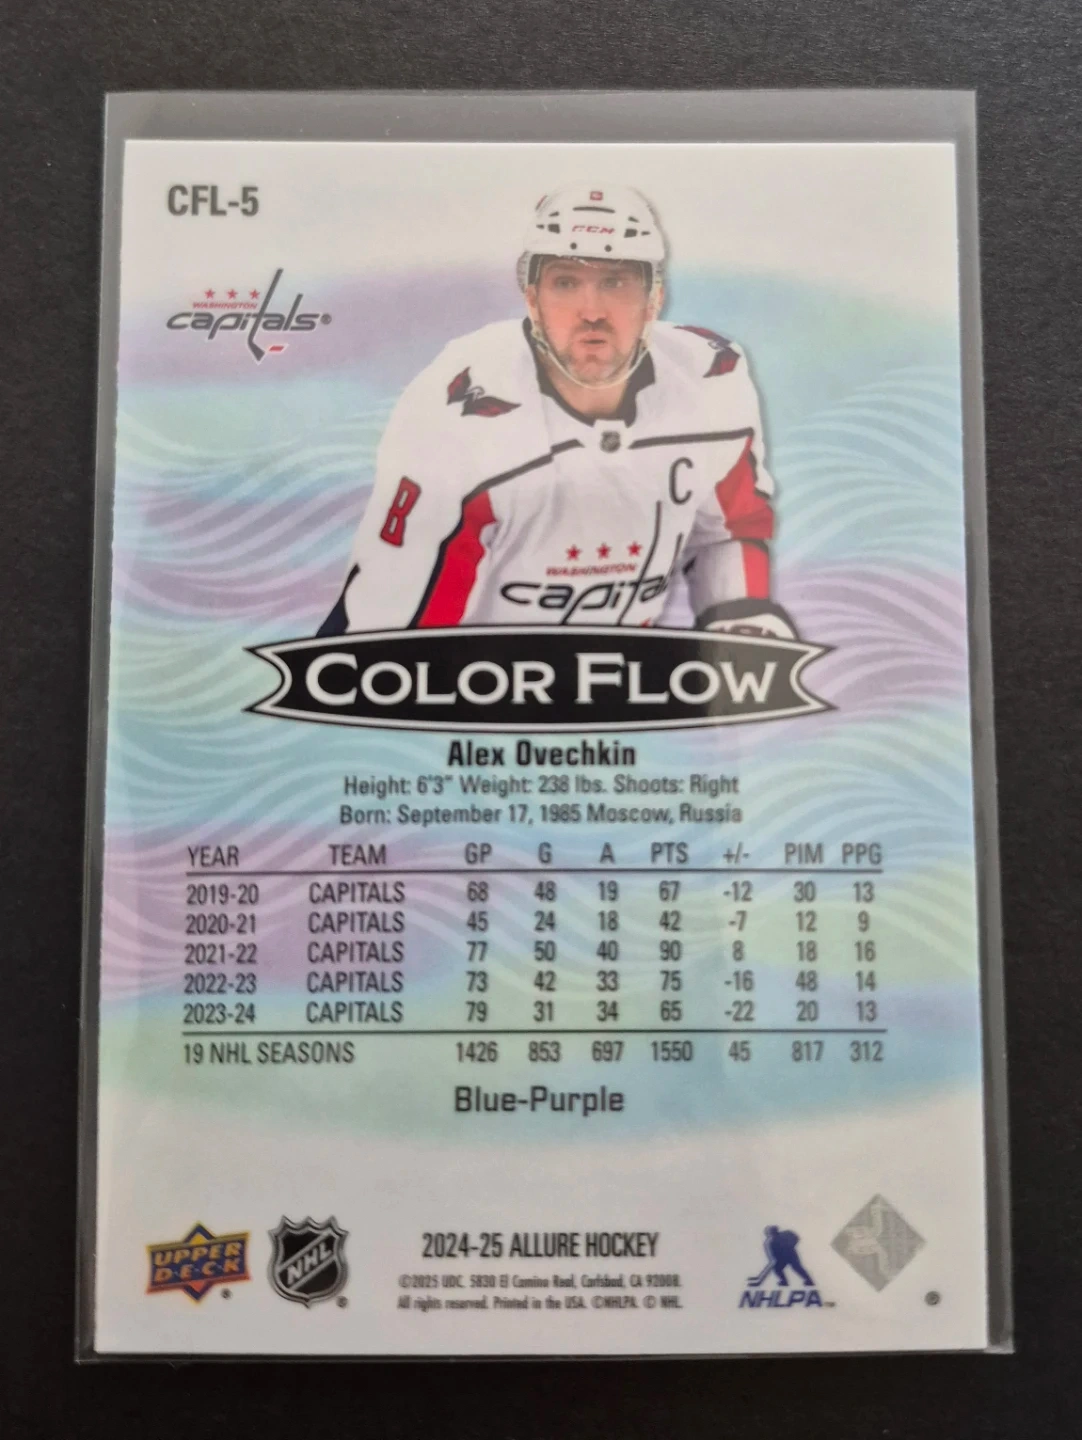 CFL-5
CCM
WASHINGTON
capitals®
8
C
WASHINGTON
capitals
COLOR FLOW
Alex Ovechkin
Height: 6'3" Weight: 238 lbs. Shoots: Right
Born: September 17, 1985 Moscow, Russia
YEAR TEAM GP G A PTS +/- PIM PPG
2019-20 CAPITALS 68 48 19 67 -12 30 13
2020-21 CAPITALS 45 24 18 42 -7 12 9
2021-22 CAPITALS 77 50 40 90 8 18 16
2022-23 CAPITALS 73 42 33 75 -16 48 14
2023-24 CAPITALS 79 31 34 65 -22 20 13
19 NHL SEASONS 1426 853 697 1550 45 817 312
Blue-Purple
UPPER
D·E·C·K ®
NHL ®
2024-25 ALLURE HOCKEY
©2025 UDC. 5830 El Camino Real, Carlsbad, CA 92008.
All rights reserved. Printed in the USA. ©NHLPA. © NHL.
NHLPA™
®